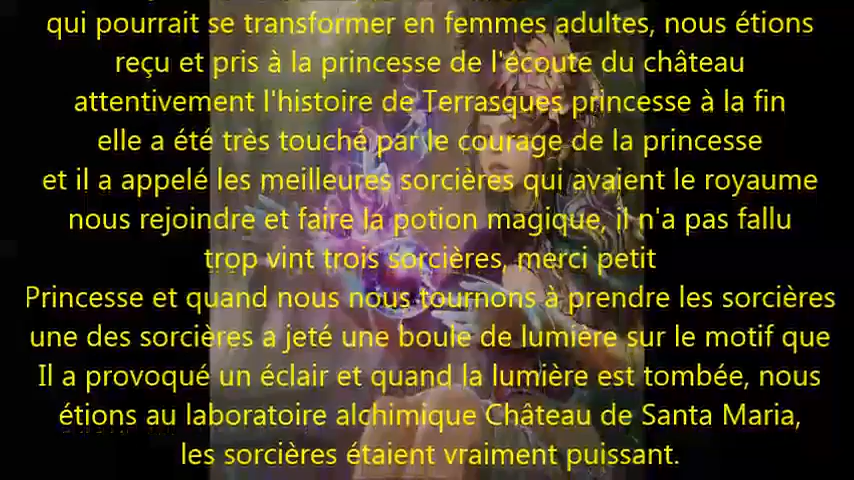 qui pourrait se transformer en femmes adultes, nous étions
reçu et pris à la princesse de l'écoute du château
attentivement l'histoire de Terrasques princesse à la fin
elle a été très touché par le courage de la princesse
et il a appelé les meilleures sorcières qui avaient le royaume
nous rejoindre et faire la potion magique, il n'a pas fallu
trop vint trois sorcières, merci petit
Princesse et quand nous nous tournons à prendre les sorcières
une des sorcières a jeté une boule de lumière sur le motif que
Il a provoqué un éclair et quand la lumière est tombée, nous
étions au laboratoire alchimique Château de Santa Maria,
les sorcières étaient vraiment puissant.